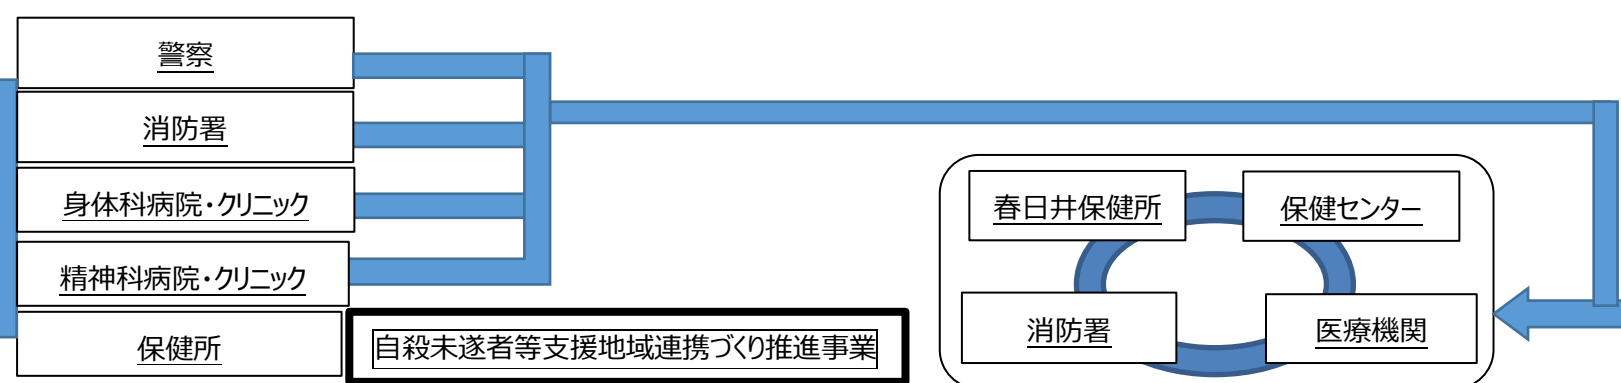 警察
消防署
身体科病院・クリニック
精神科病院・クリニック
保健所
自殺未遂者等支援地域連携づくり推進事業
春日井保健所
保健センター
消防署
医療機関